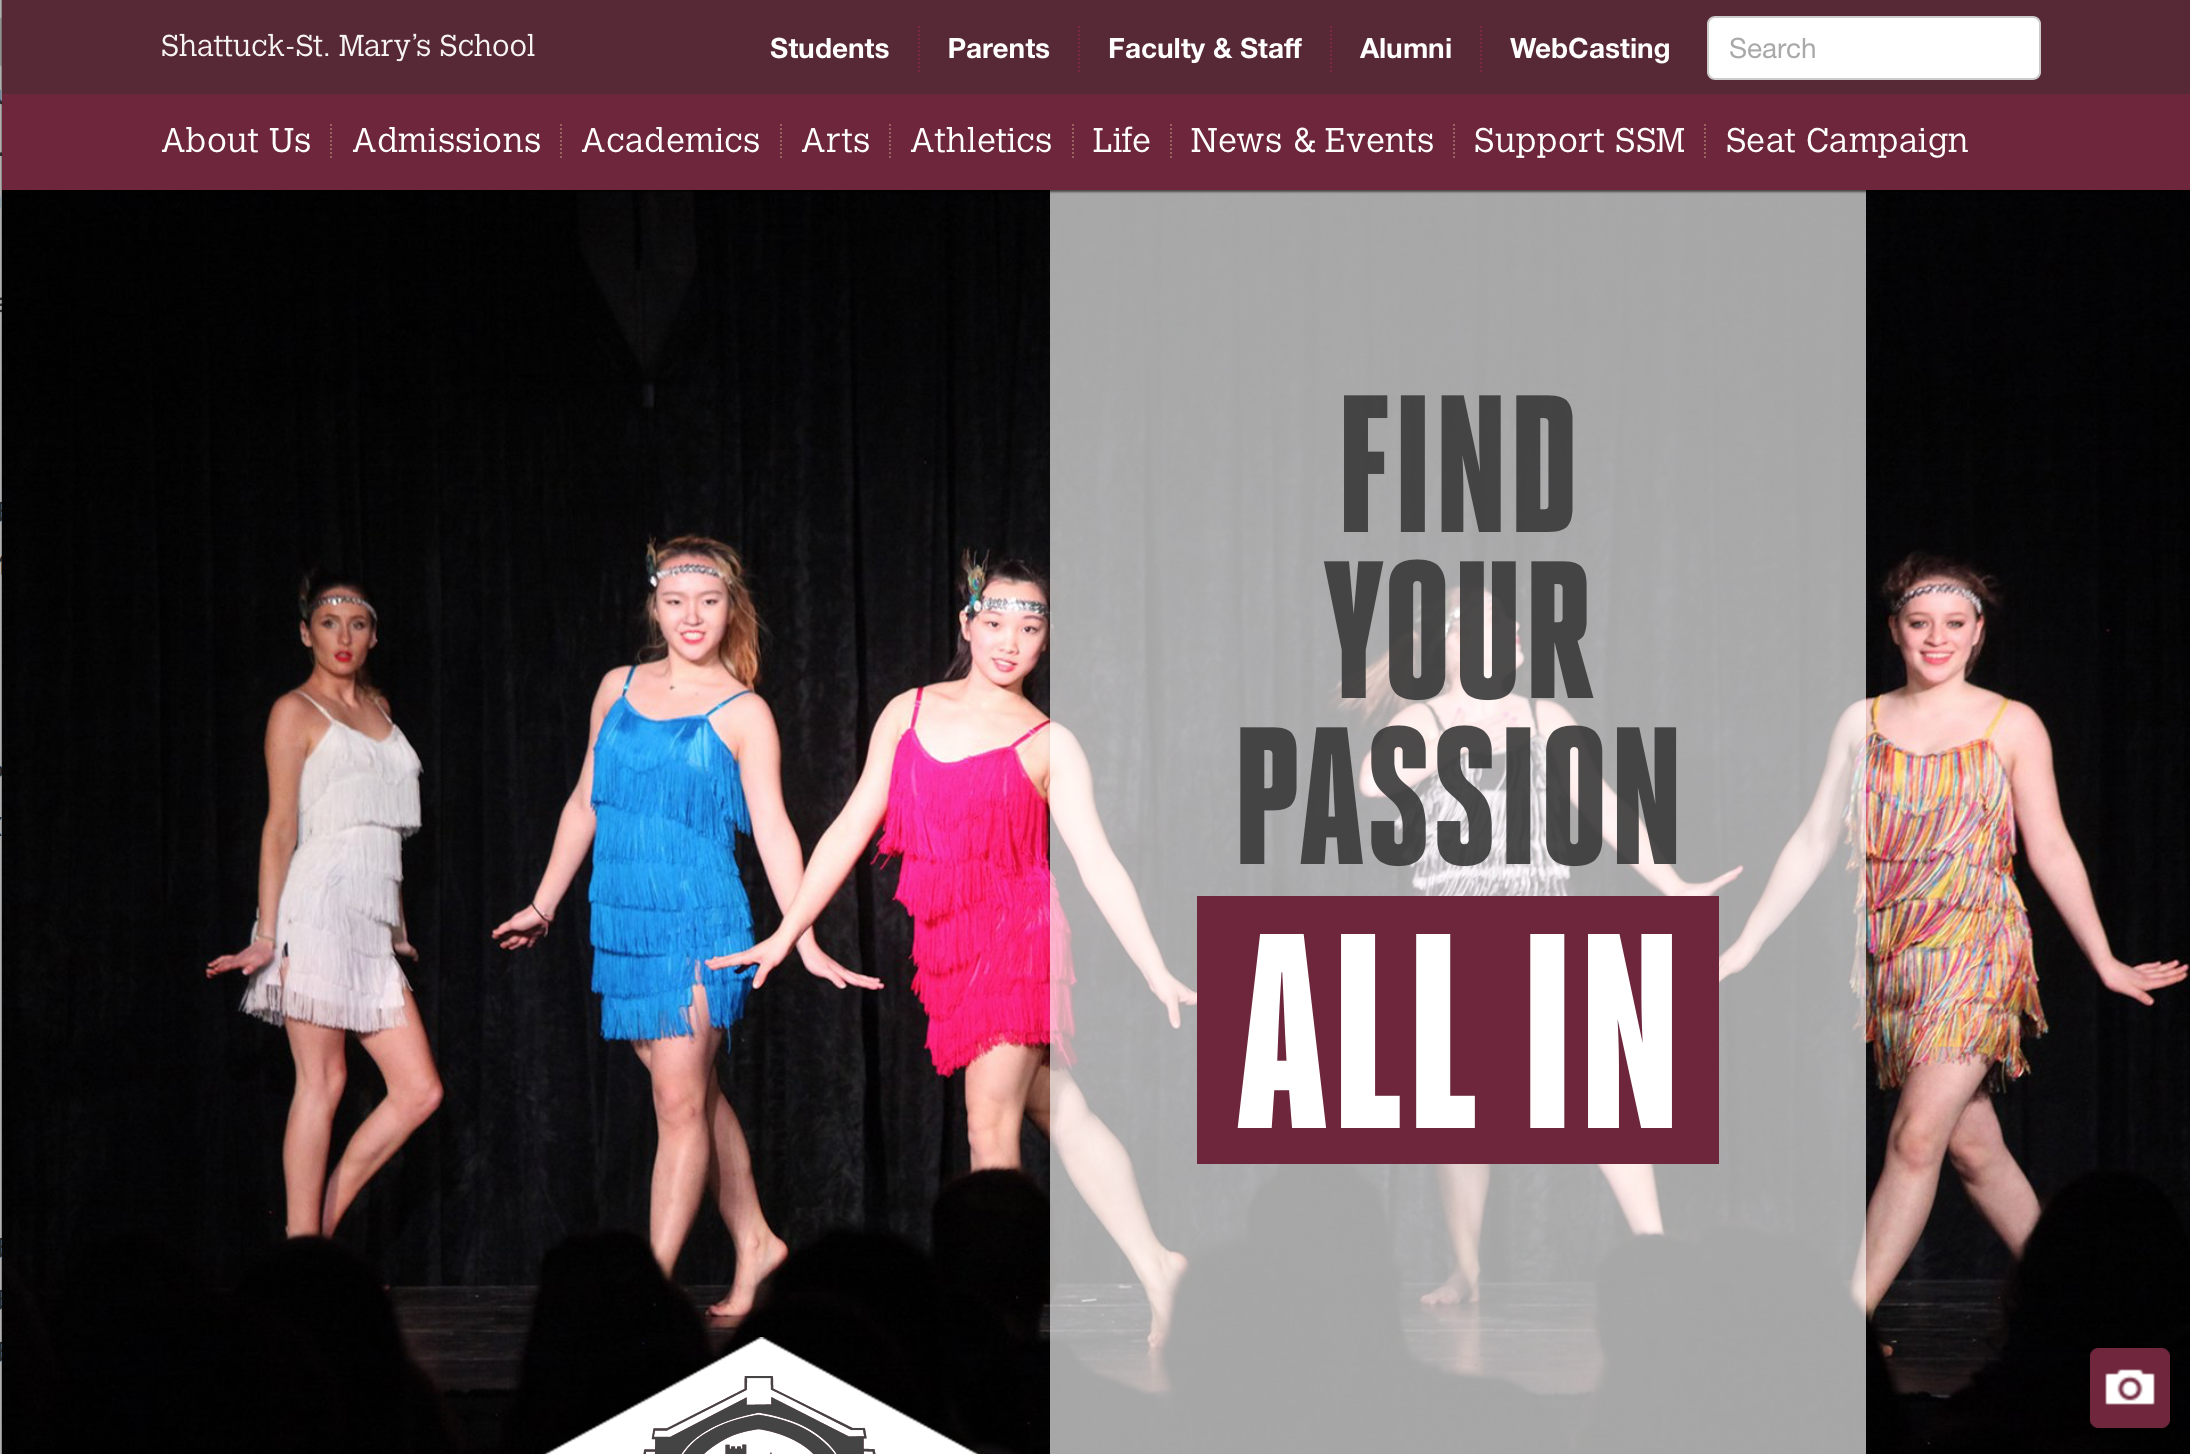 Shattuck-St. Mary’s School
Students Parents Faculty & Staff Alumni WebCasting Search
About Us Admissions Academics Arts Athletics Life News & Events Support SSM Seat Campaign
FIND
YOUR
PASSION
ALL IN